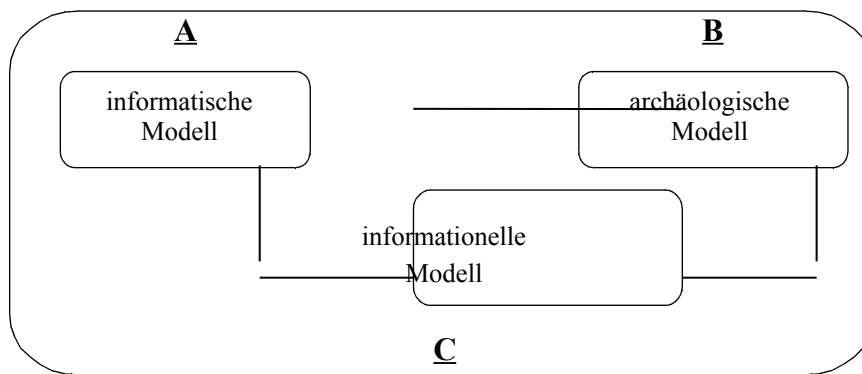 A
B
informatische
Modell
archäologische
Modell
informationelle
Modell
C